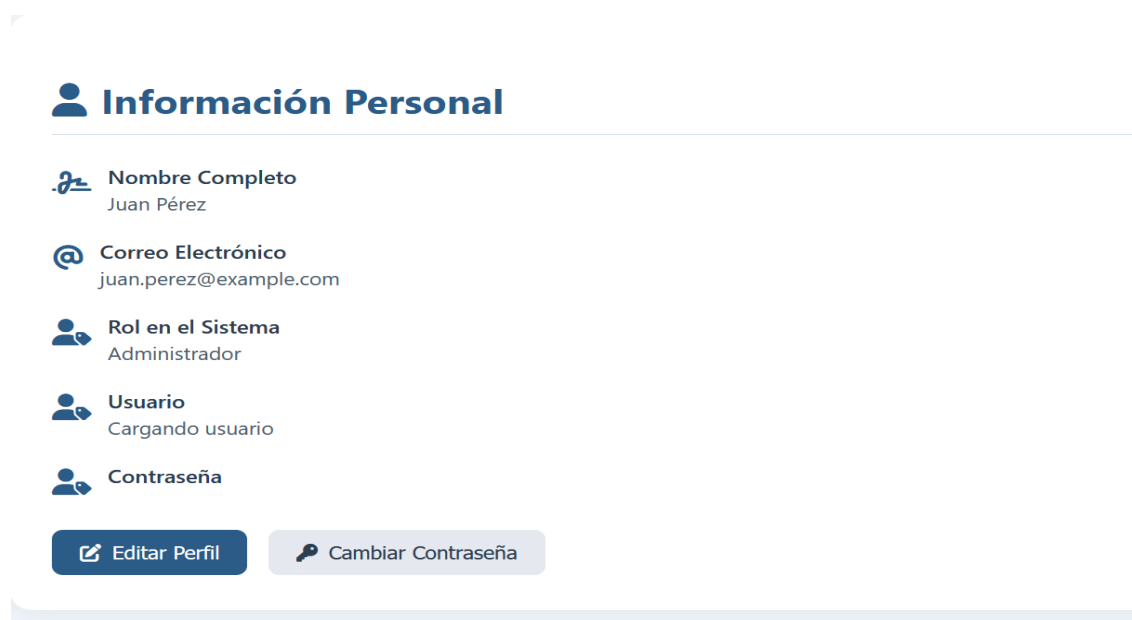 Información Personal
Nombre Completo
Juan Pérez
Correo Electrónico
juan.perez@example.com
Rol en el Sistema
Administrador
Usuario
Cargando usuario
Contraseña
Editar Perfil
Cambiar Contraseña